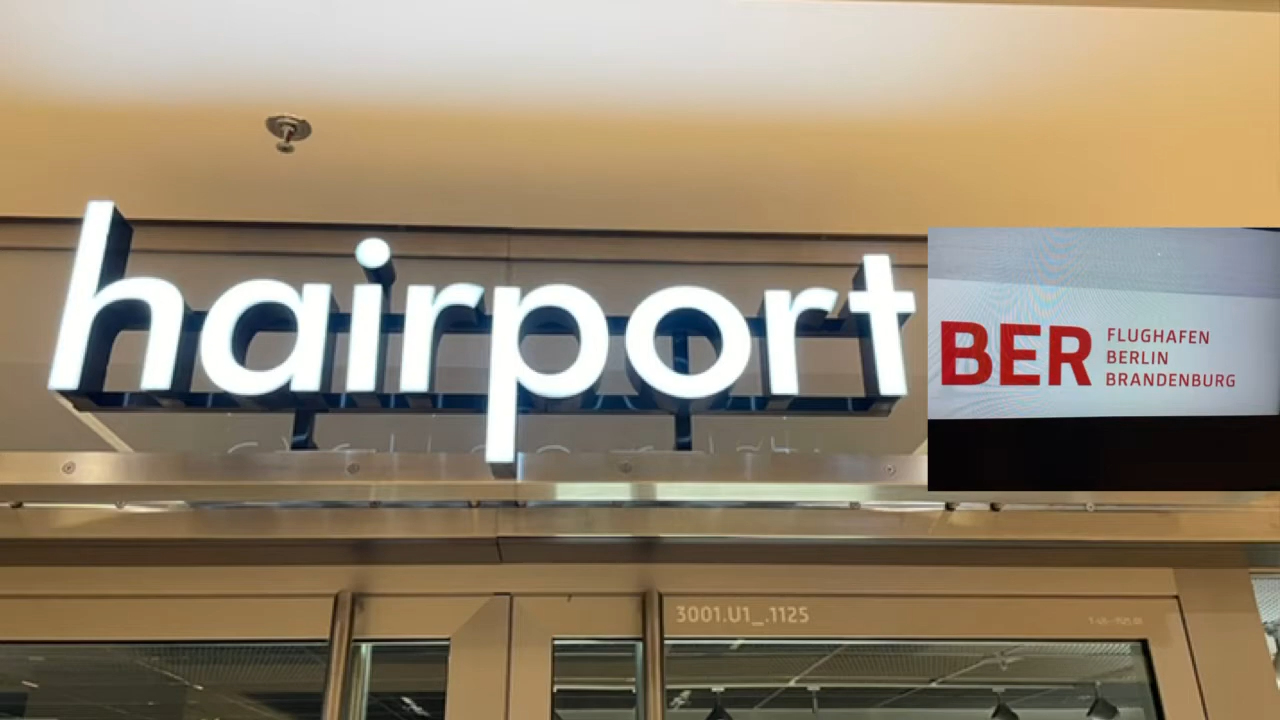 hairport
BER
FLUGHAFEN
BERLIN
BRANDENBURG
3001.U1_.1125